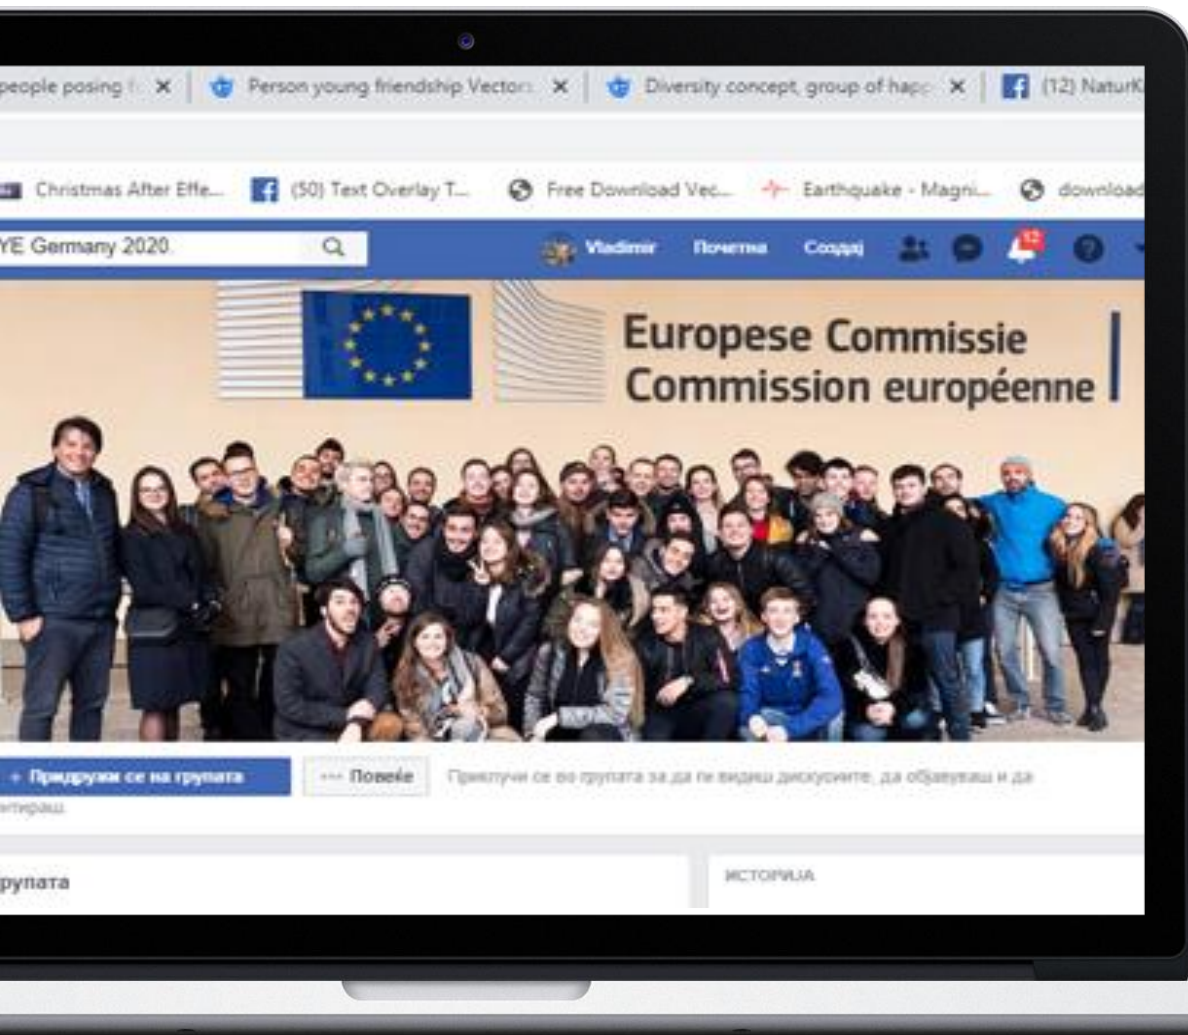 people posing f
Person young friendship Vectors
Diversity concept, group of happ
(12) NaturK
Christmas After Effe...
(50) Text Overlay T...
Free Download Vec...
Earthquake - Magni...
download
YE Germany 2020.
Vladimir
Почетна
Создај
12
Europese Commissie
Commission européenne
+ Придружи се на групата
••• Повеќе
Приклучи се во групата за да ги видиш дискусиите, да објавуваш и да
нтираш.
рупата
ИСТОРИЈА